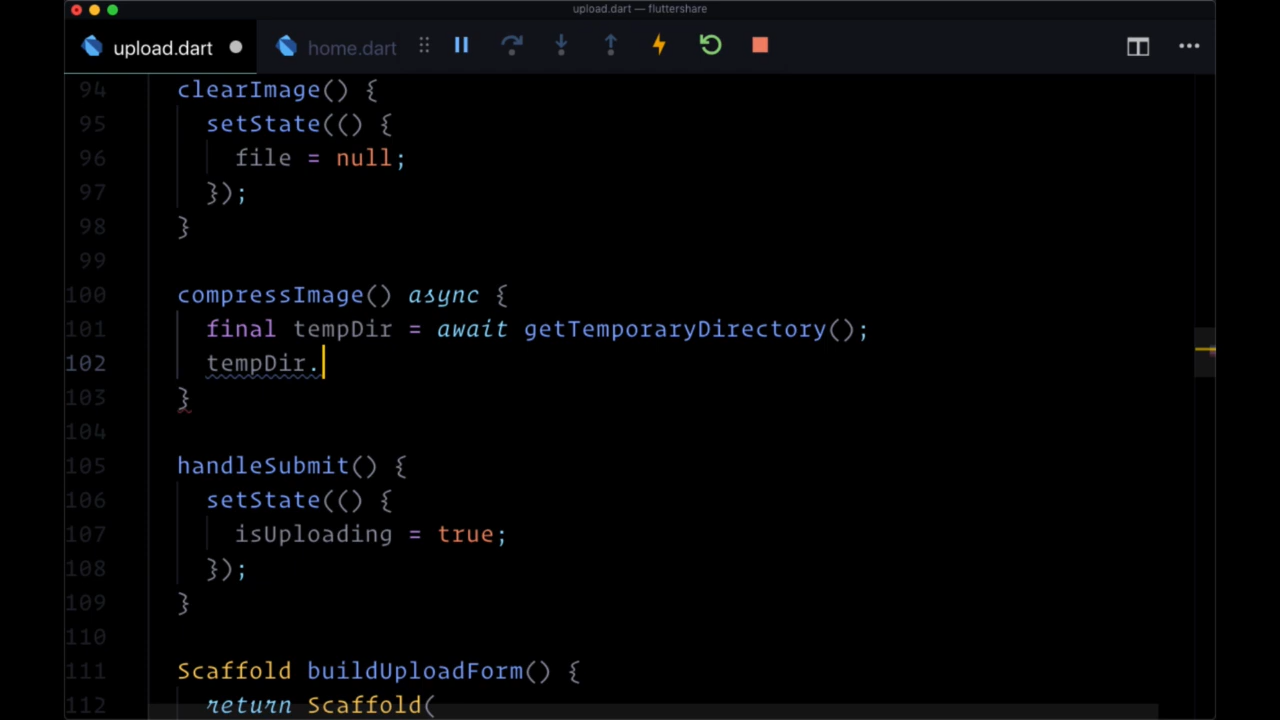 upload.dart — fluttershare
upload.dart home.dart
94 clearImage() {
95 setState(() {
96 file = null;
97 });
98 }
99
100 compressImage() async {
101 final tempDir = await getTemporaryDirectory();
102 tempDir.
103 }
104
105 handleSubmit() {
106 setState(() {
107 isUploading = true;
108 });
109 }
110
111 Scaffold buildUploadForm() {
112 return Scaffold(